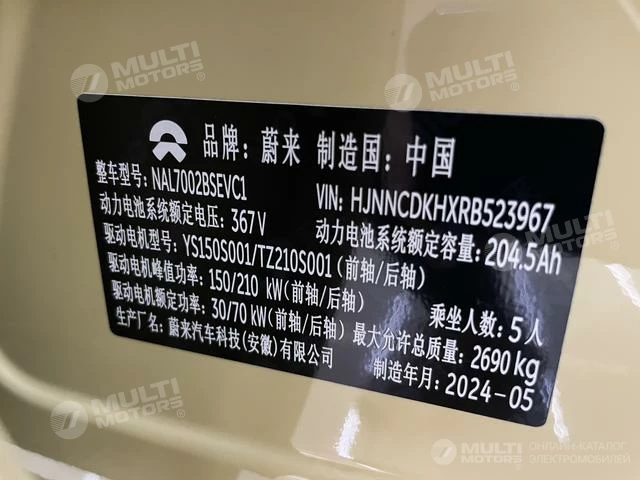 MULTI MOTORS®
MULTI MOTORS®
品牌: 蔚来 制造国: 中国
整车型号: NAL7002BSEVC1
VIN: HJNNCDKHXRB523967
动力电池系统额定电压: 367V
动力电池系统额定容量: 204.5Ah
驱动电机型号: YS150S001/TZ210S001(前轴/后轴)
驱动电机峰值功率: 150/210 kW(前轴/后轴)
驱动电机额定功率: 30/70 kW(前轴/后轴)
乘坐人数: 5人
生产厂名: 蔚来汽车科技(安徽)有限公司
最大允许总质量: 2690 kg
制造年月: 2024-05
MULTI MOTORS®
MULTI MOTORS®
MULTI MOTORS®
ОНЛАЙН-КАТАЛОГ
ЭЛЕКТРОМОБИЛЕЙ